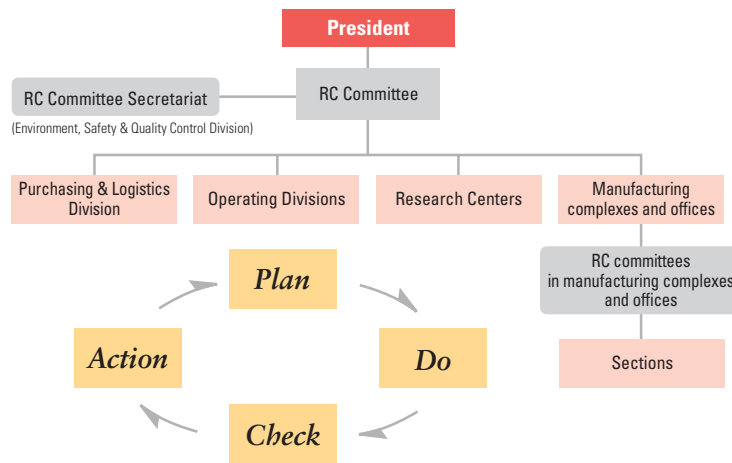 President
RC Committee Secretariat
(Environment, Safety & Quality Control Division)
RC Committee
Purchasing & Logistics
Division
Operating Divisions
Research Centers
Manufacturing
complexes and offices
RC committees
in manufacturing complexes
and offices
Sections
Plan
Do
Check
Action